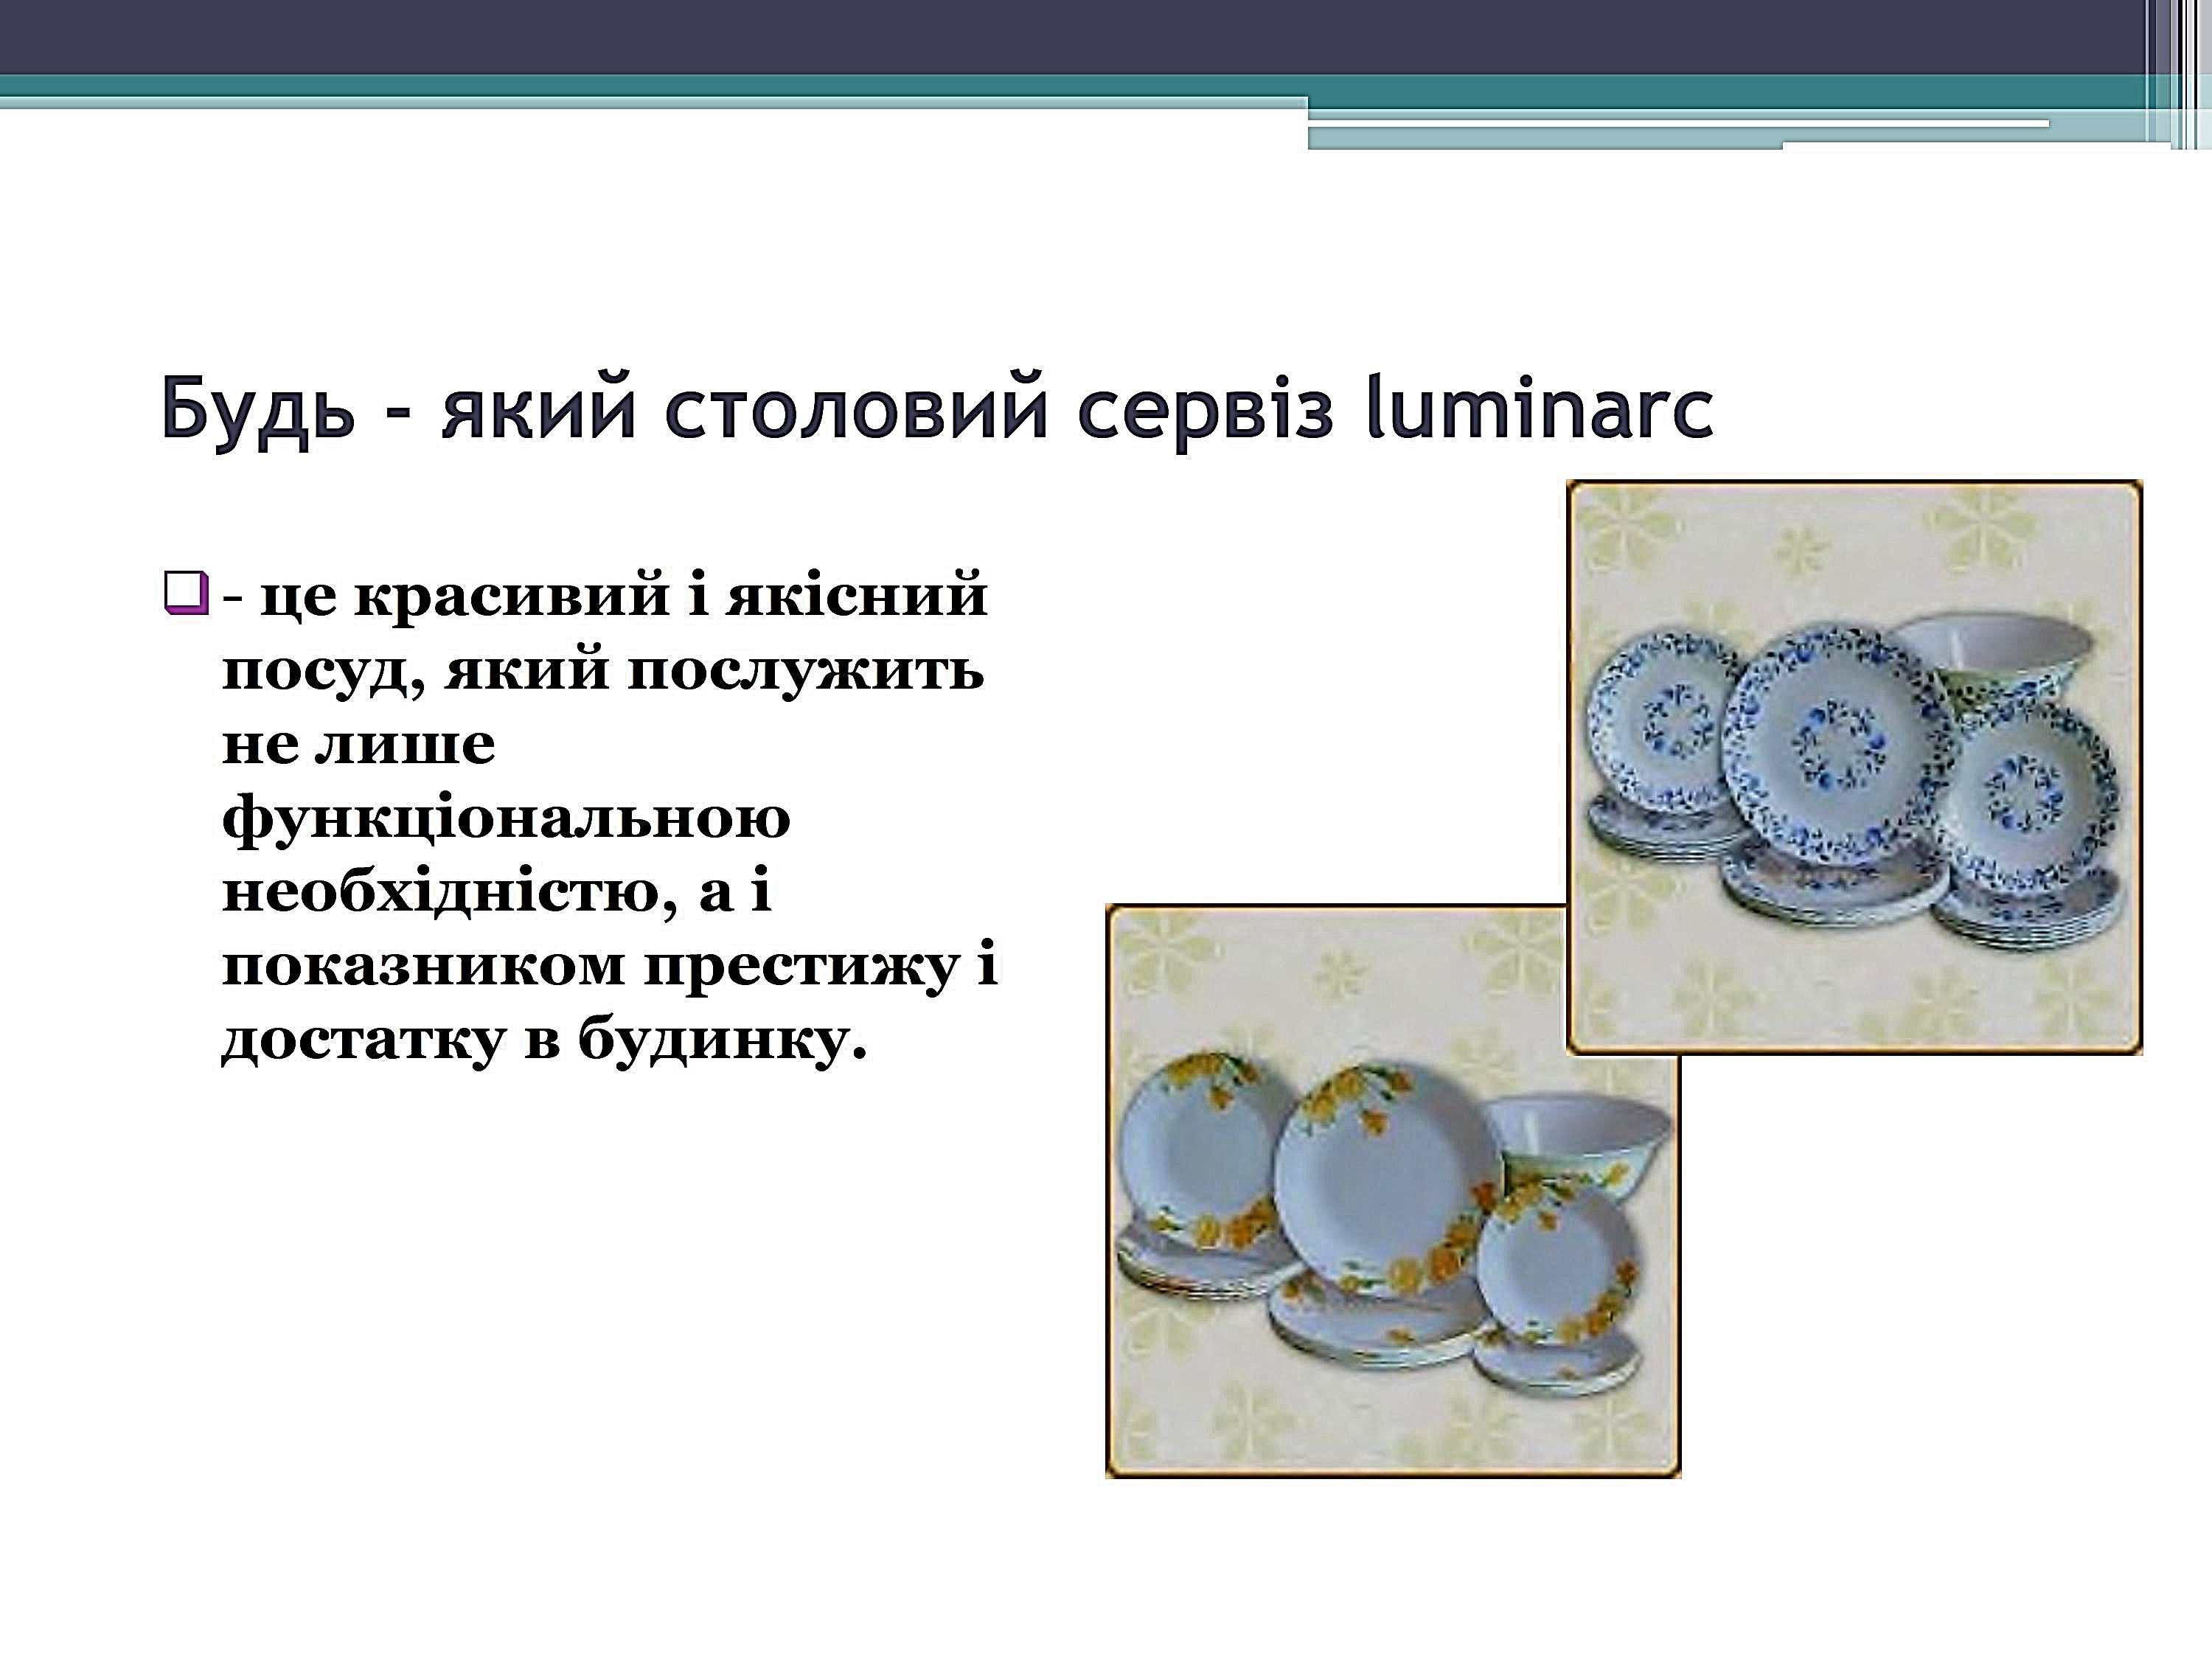 Будь - який столовий сервіз luminarc
- це красивий і якісний
посуд, який послужить
не лише
функціональною
необхідністю, а і
показником престижу і
достатку в будинку.